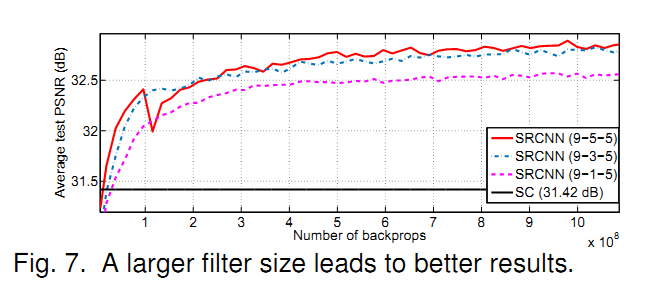 Average test PSNR (dB)
32.5
32
31.5
SRCNN (9−5−5)
SRCNN (9−3−5)
SRCNN (9−1−5)
SC (31.42 dB)
1 2 3 4 5 6 7 8 9 10
Number of backprops
x 10⁸
Fig. 7. A larger filter size leads to better results.